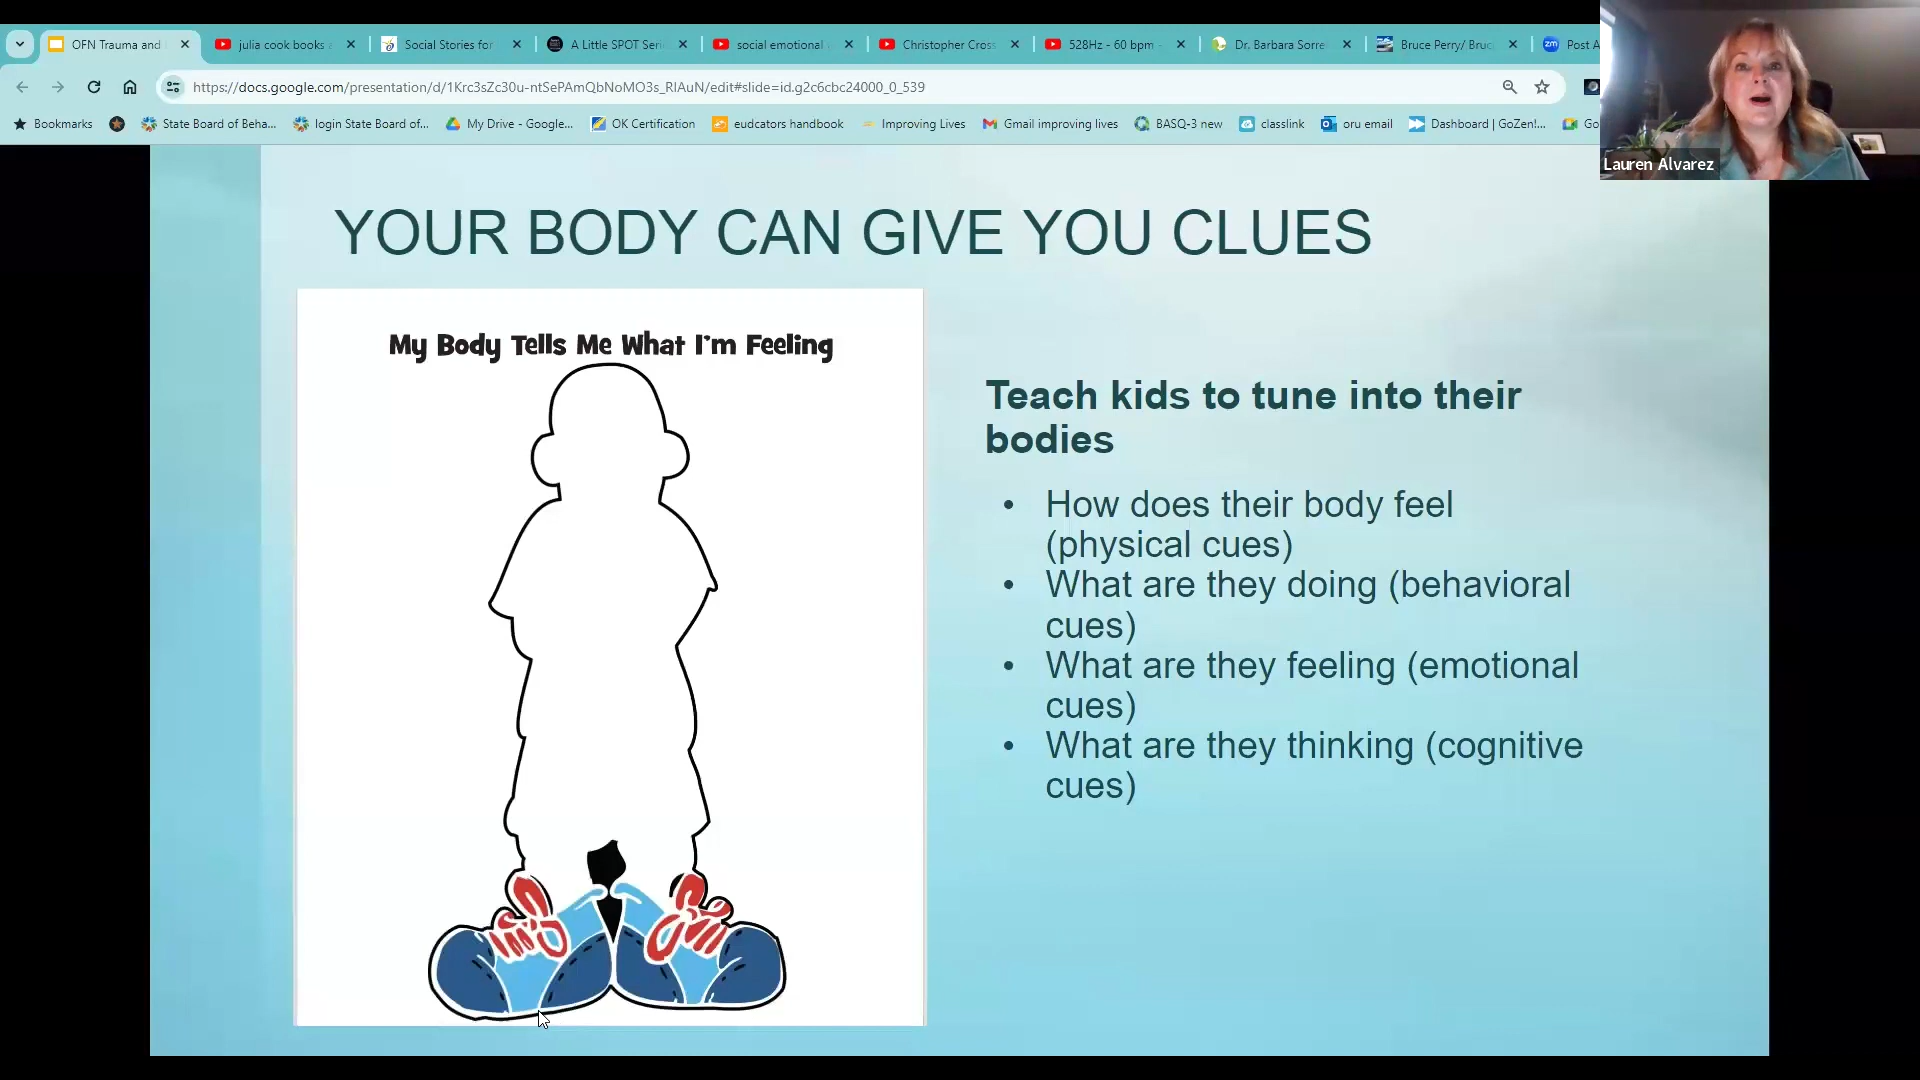 OFN Trauma and
julia cook books
Social Stories for
A Little SPOT Seri
social emotional
Christopher Cross
528Hz - 60 bpm -
Dr. Barbara Sorre
Bruce Perry/ Bruc
Post A
https://docs.google.com/presentation/d/1Krc3sZc30u-ntSePAmQbNoMO3s_RlAuN/edit#slide=id.g2c6cbc24000_0_539
Bookmarks
State Board of Beha...
login State Board of...
My Drive - Google...
OK Certification
eudcators handbook
Improving Lives
Gmail improving lives
BASQ-3 new
classlink
oru email
Dashboard | GoZen!...
Go
Lauren Alvarez
YOUR BODY CAN GIVE YOU CLUES
My Body Tells Me What I'm Feeling
Teach kids to tune into their
bodies
• How does their body feel
(physical cues)
• What are they doing (behavioral
cues)
• What are they feeling (emotional
cues)
• What are they thinking (cognitive
cues)